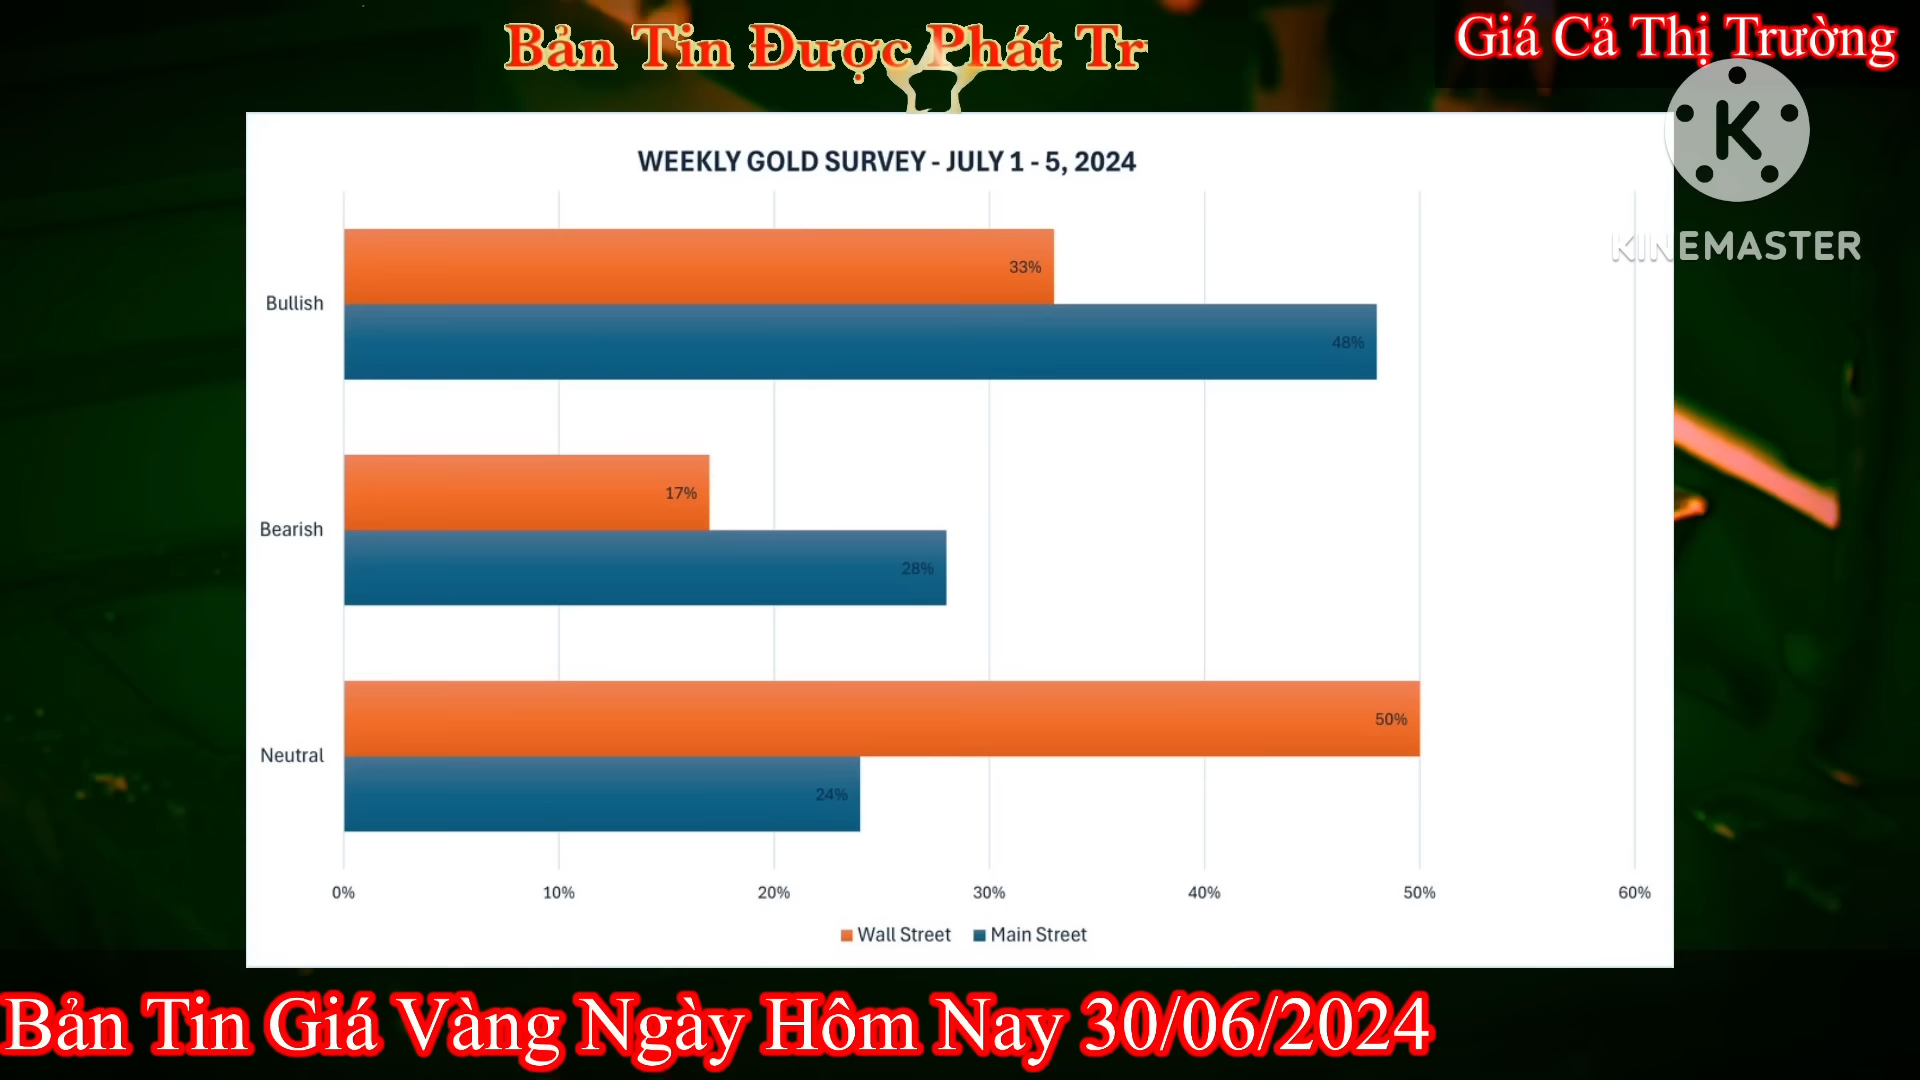 Bản Tin Được Phát Tr
Giá Cả Thị Trường
K
KINEMASTER
WEEKLY GOLD SURVEY - JULY 1 - 5, 2024
Bullish
33%
48%
Bearish
17%
28%
Neutral
50%
24%
0% 10% 20% 30% 40% 50% 60%
Wall Street Main Street
Bản Tin Giá Vàng Ngày Hôm Nay 30/06/2024